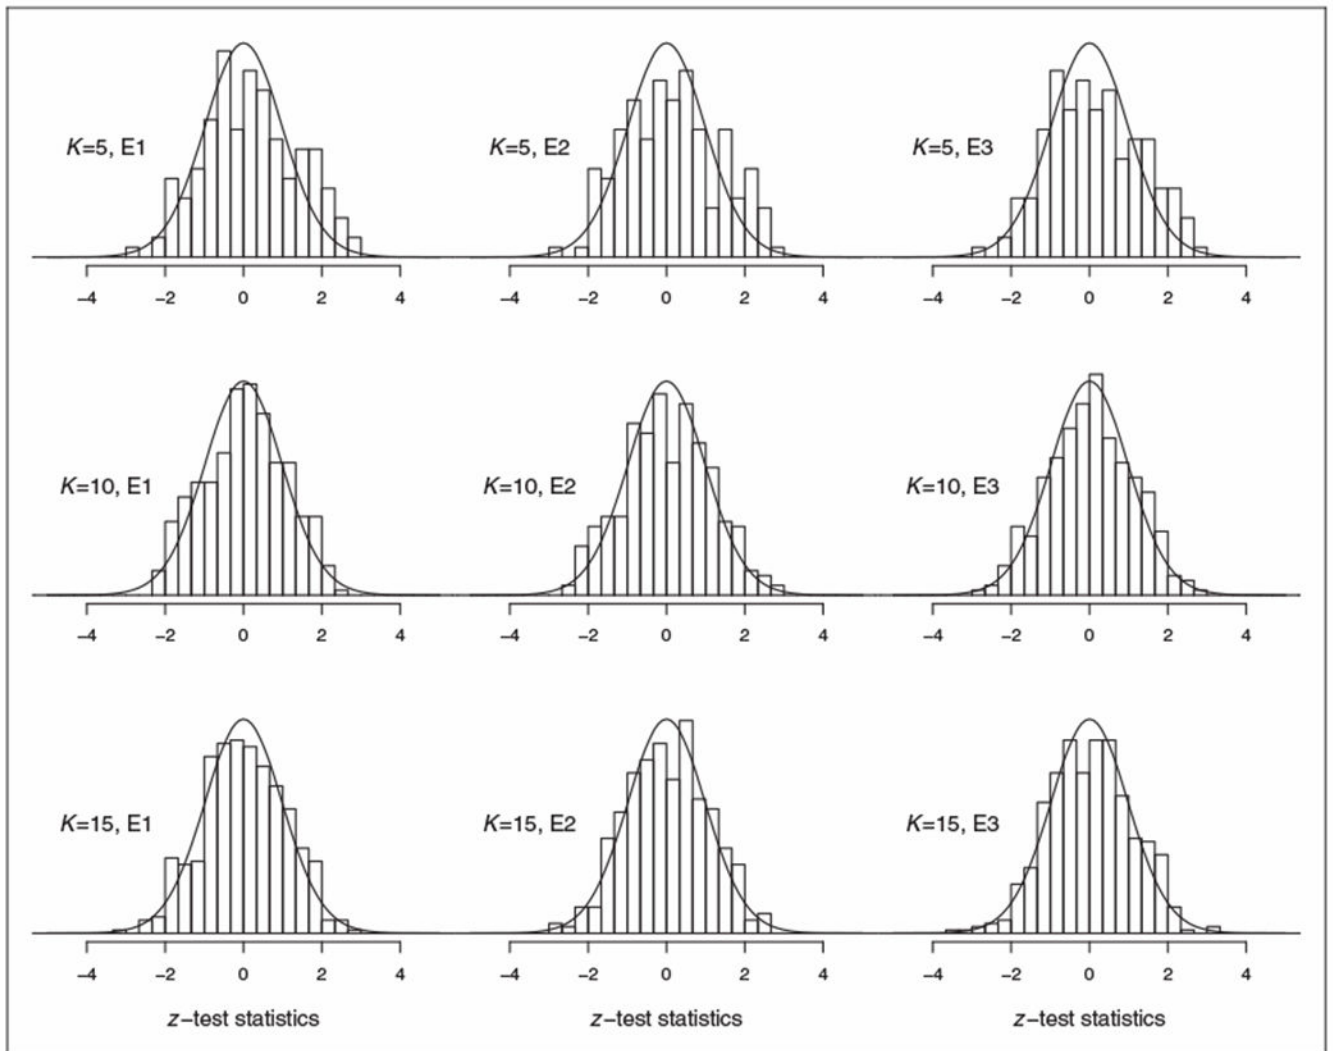 K=5, E1 K=5, E2 K=5, E3
−4 −2 0 2 4 −4 −2 0 2 4 −4 −2 0 2 4
K=10, E1 K=10, E2 K=10, E3
−4 −2 0 2 4 −4 −2 0 2 4 −4 −2 0 2 4
K=15, E1 K=15, E2 K=15, E3
−4 −2 0 2 4 −4 −2 0 2 4 −4 −2 0 2 4
z−test statistics z−test statistics z−test statistics